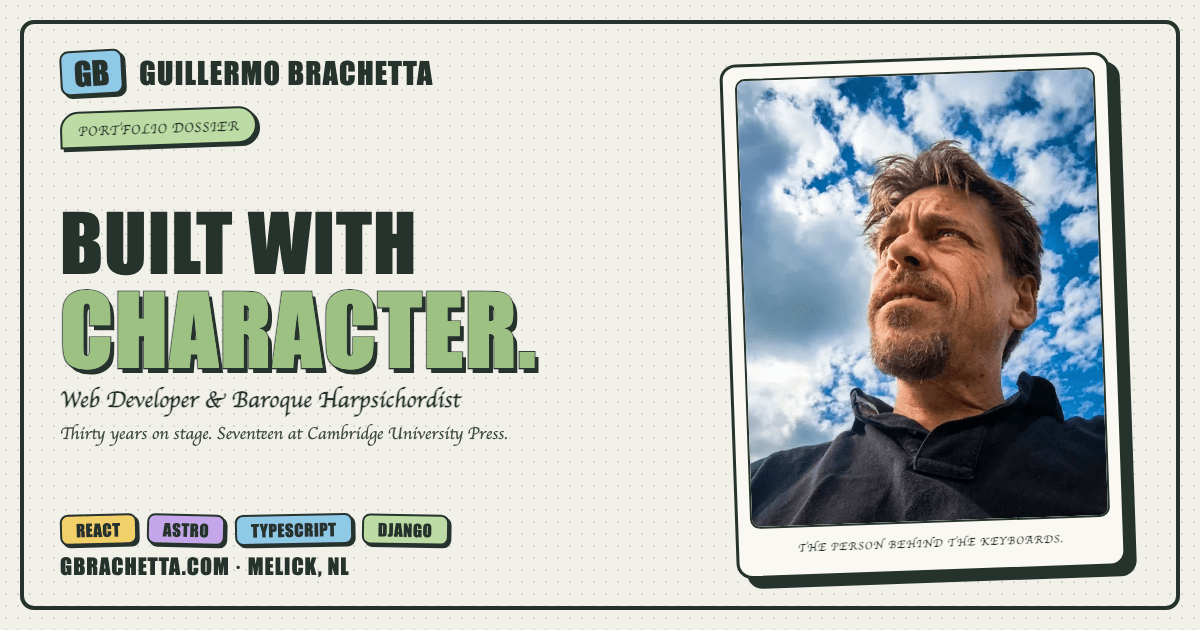 GB GUILLERMO BRACHETTA
PORTFOLIO DOSSIER
BUILT WITH
CHARACTER.
Web Developer & Baroque Harpsichordist
Thirty years on stage. Seventeen at Cambridge University Press.
REACT ASTRO TYPESCRIPT DJANGO
GBRACHETTA.COM · MELICK, NL
THE PERSON BEHIND THE KEYBOARDS.